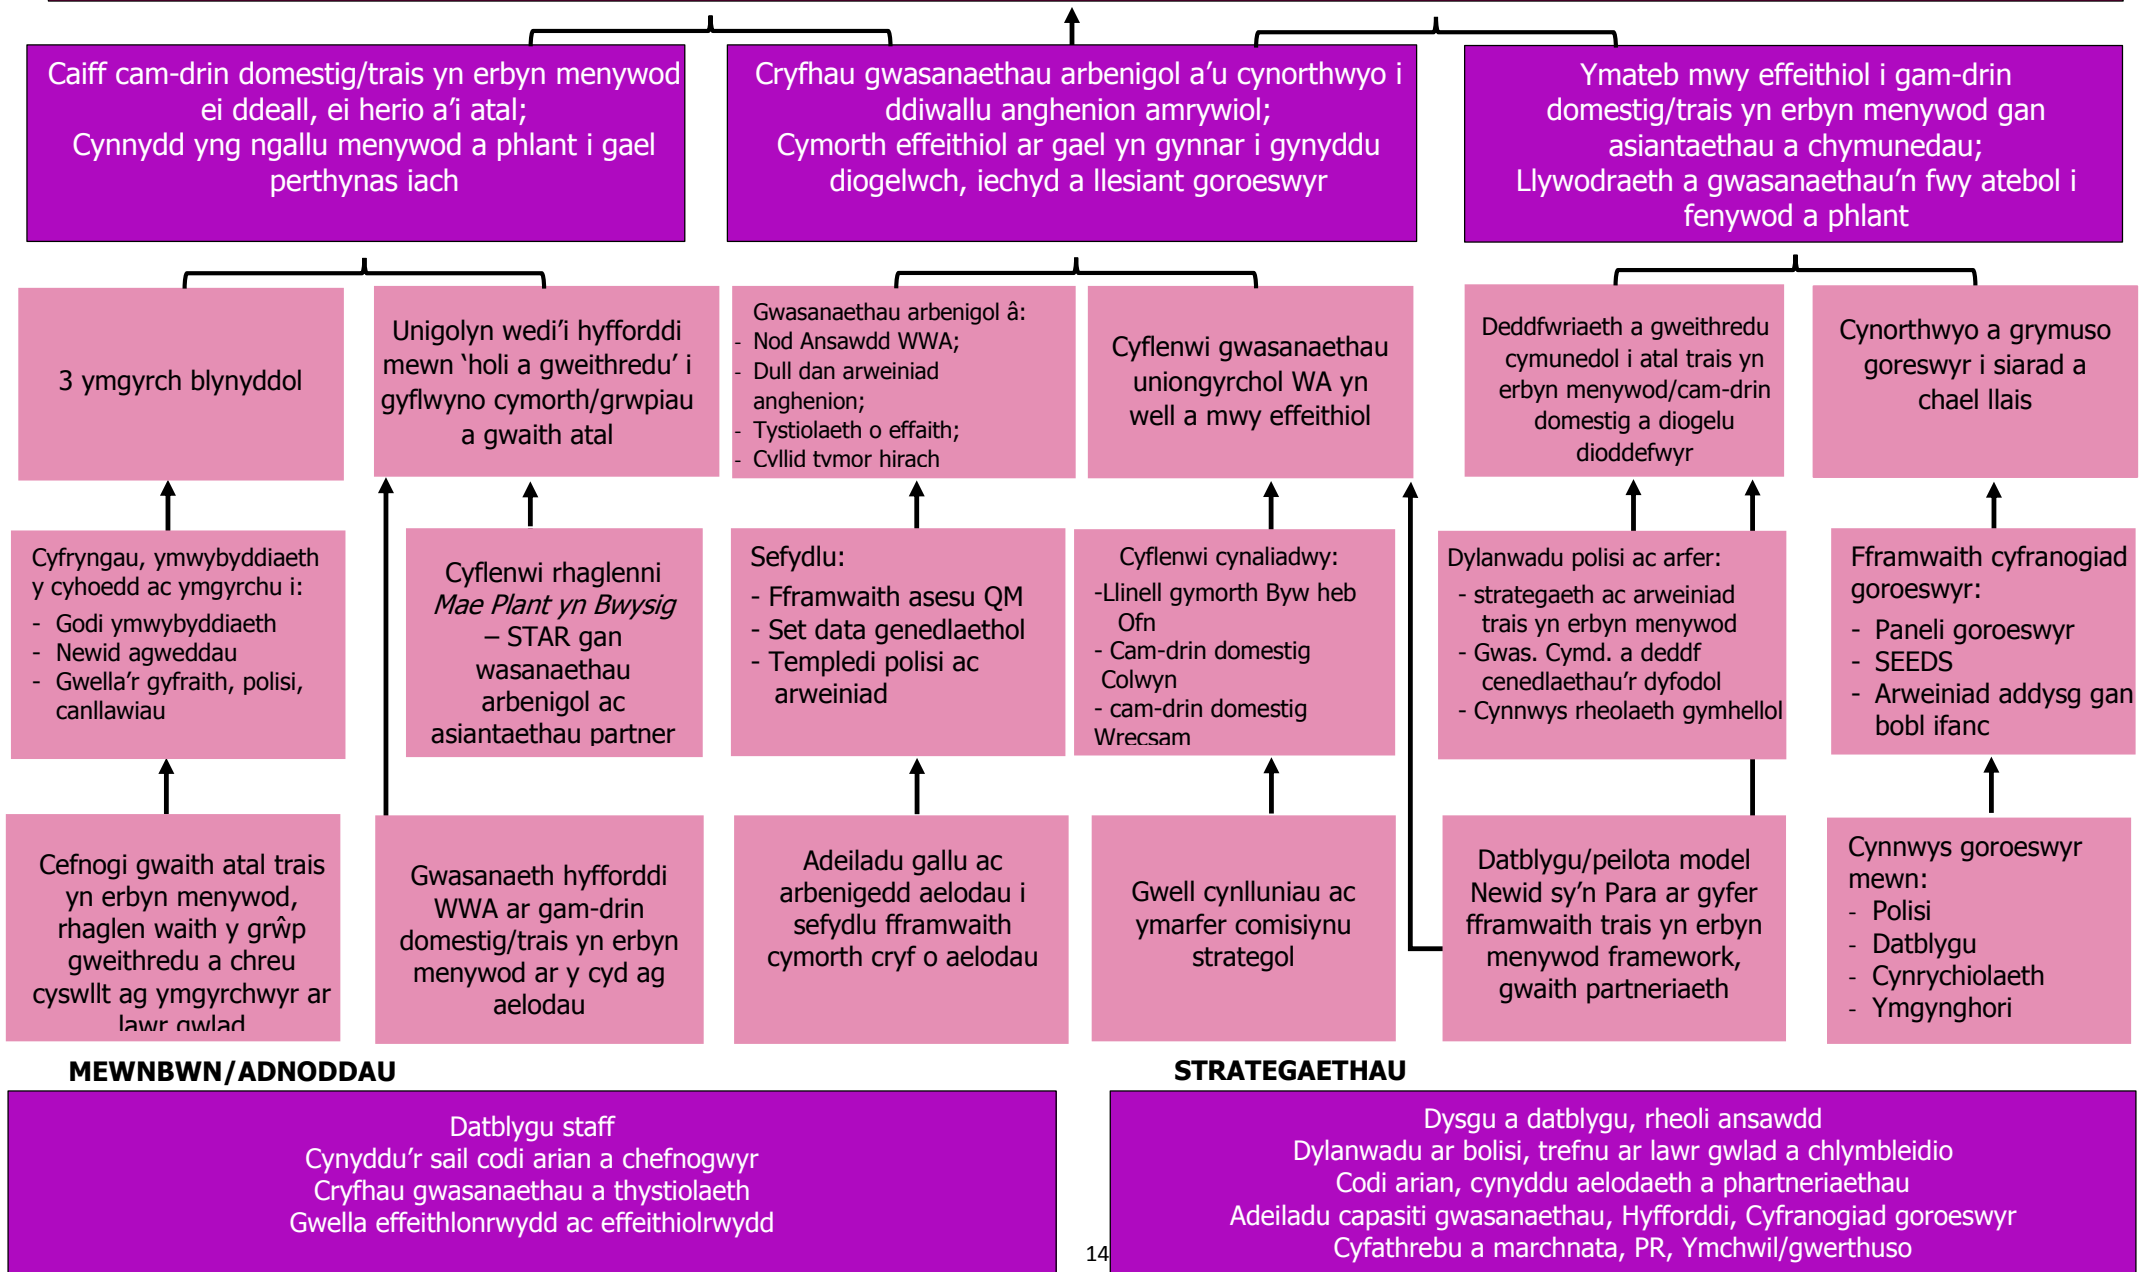 Caiff cam-drin domestig/trais yn erbyn menywod
ei ddeall, ei herio a'i atal;
Cynnydd yng ngallu menywod a phlant i gael
perthynas iach
Cryfhau gwasanaethau arbenigol a'u cynorthwyo i
ddiwallu anghenion amrywiol;
Cymorth effeithiol ar gael yn gynnar i gynyddu
diogelwch, iechyd a llesiant goroeswyr
Ymateb mwy effeithiol i gam-drin
domestig/trais yn erbyn menywod gan
asiantaethau a chymunedau;
Llywodraeth a gwasanaethau'n fwy atebol i
fenywod a phlant
3 ymgyrch blynyddol
Unigolyn wedi'i hyfforddi
mewn ‘holi a gweithredu’ i
gyflwyno cymorth/grwpiau
a gwaith atal
Gwasanaethau arbenigol â:
- Nod Ansawdd WWA;
- Dull dan arweiniad
anghenion;
- Tystiolaeth o effaith;
- Cyllid tymor hirach
Cyflenwi gwasanaethau
uniongyrchol WA yn
well a mwy effeithiol
Deddfwriaeth a gweithredu
cymunedol i atal trais yn
erbyn menywod/cam-drin
domestig a diogelu
dioddefwyr
Cynorthwyo a grymuso
goreswyr i siarad a
chael llais
Cyfryngau, ymwybyddiaeth
y cyhoedd ac ymgyrchu i:
- Godi ymwybyddiaeth
- Newid agweddau
- Gwella'r gyfraith, polisi,
canllawiau
Cyflenwi rhaglenni
Mae Plant yn Bwysig
– STAR gan
wasanaethau
arbenigol ac
asiantaethau partner
Sefydlu:
- Fframwaith asesu QM
- Set data genedlaethol
- Templedi polisi ac
arweiniad
Cyflenwi cynaliadwy:
-Llinell gymorth Byw heb
Ofn
- Cam-drin domestig
Colwyn
- cam-drin domestig
Wrecsam
Dylanwadu polisi ac arfer:
- strategaeth ac arweiniad
trais yn erbyn menywod
- Gwas. Cymd. a deddf
cenedlaethau'r dyfodol
- Cynnwys rheolaeth gymhellol
Fframwaith cyfranogiad
goroeswyr:
- Paneli goroeswyr
- SEEDS
- Arweiniad addysg gan
bobl ifanc
Cefnogi gwaith atal trais
yn erbyn menywod,
rhaglen waith y grŵp
gweithredu a chreu
cyswllt ag ymgyrchwyr ar
lawr gwlad
Gwasanaeth hyfforddi
WWA ar gam-drin
domestig/trais yn erbyn
menywod ar y cyd ag
aelodau
Adeiladu gallu ac
arbenigedd aelodau i
sefydlu fframwaith
cymorth cryf o aelodau
Gwell cynlluniau ac
ymarfer comisiynu
strategol
Datblygu/peilota model
Newid sy'n Para ar gyfer
fframwaith trais yn erbyn
menywod framework,
gwaith partneriaeth
Cynnwys goroeswyr
mewn:
- Polisi
- Datblygu
- Cynrychiolaeth
- Ymgynghori
MEWNBWN/ADNODDAU
Datblygu staff
Cynyddu'r sail codi arian a chefnogwyr
Cryfhau gwasanaethau a thystiolaeth
Gwella effeithlonrwydd ac effeithiolrwydd
STRATEGAETHAU
Dysgu a datblygu, rheoli ansawdd
Dylanwadu ar bolisi, trefnu ar lawr gwlad a chlymbleidio
Codi arian, cynyddu aelodaeth a phartneriaethau
Adeiladu capasiti gwasanaethau, Hyfforddi, Cyfranogiad goroeswyr
Cyfathrebu a marchnata, PR, Ymchwil/gwerthuso
14